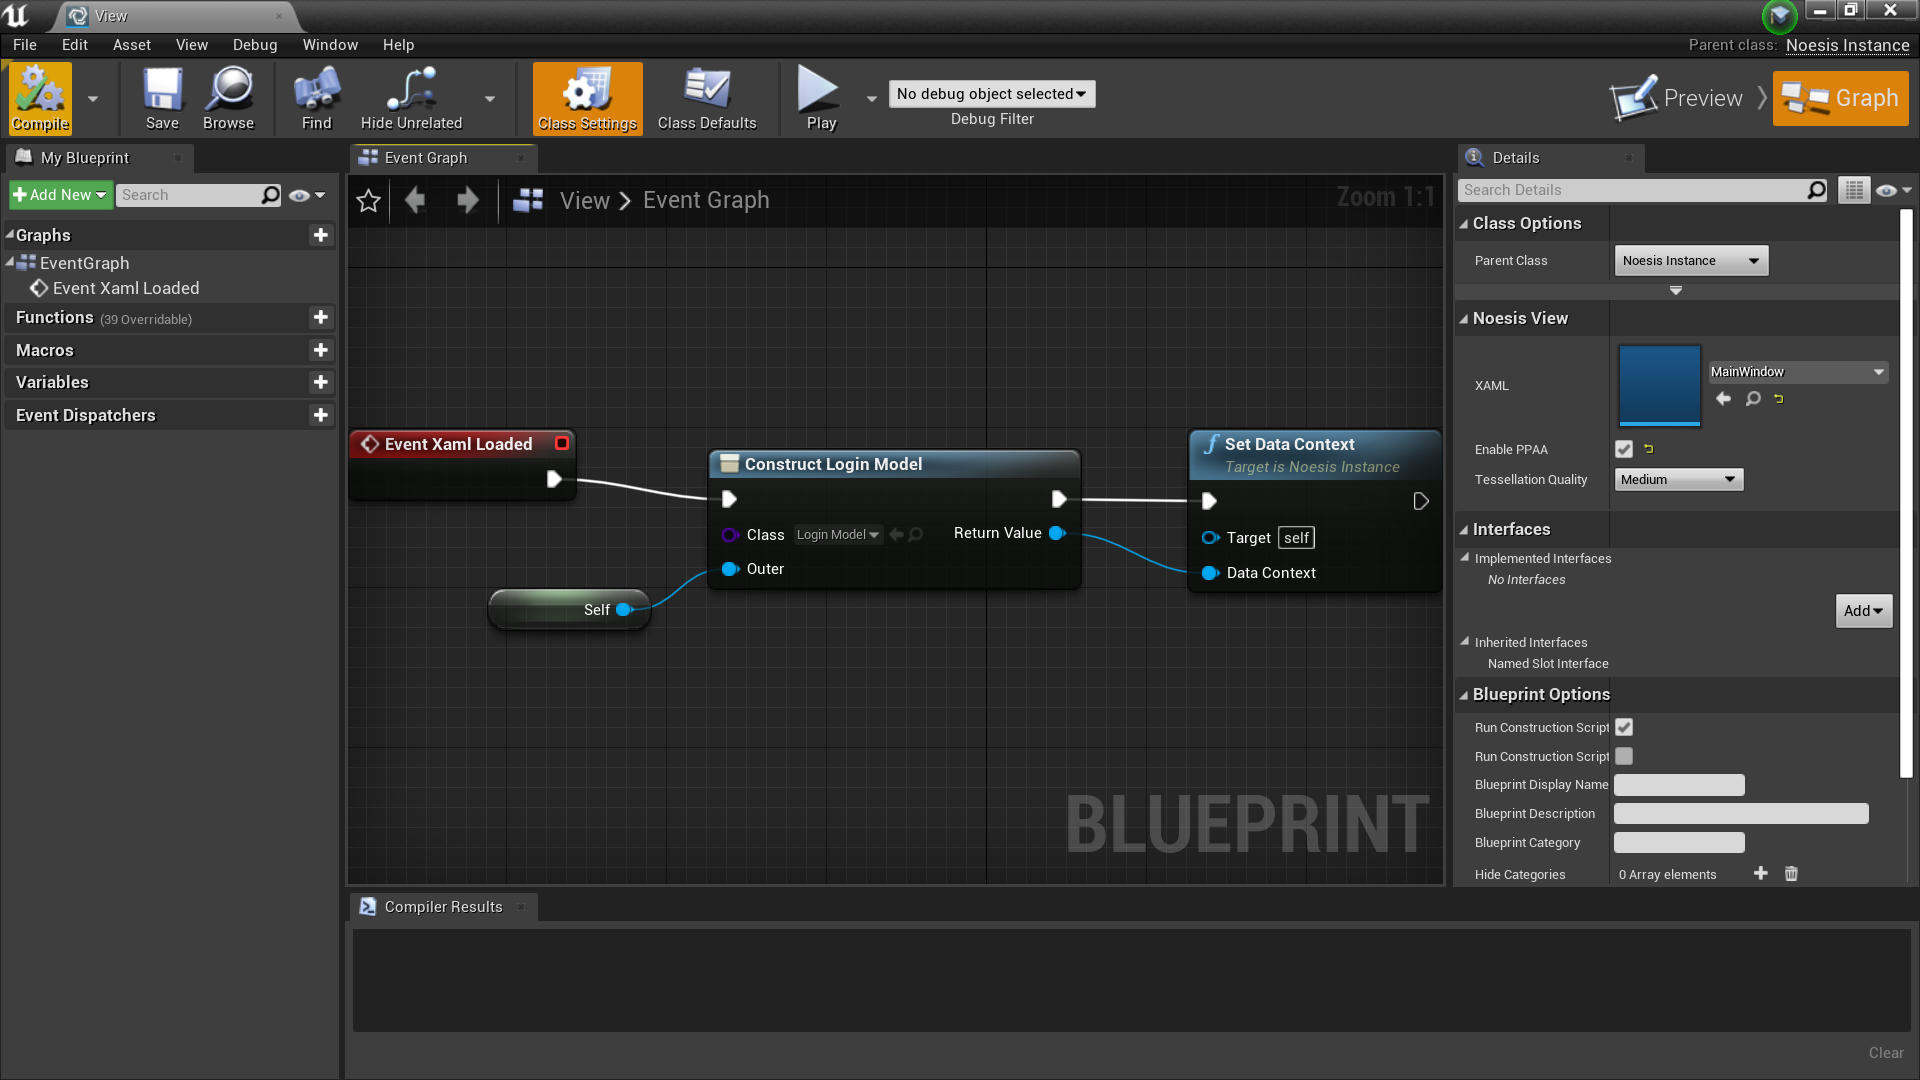 View
File Edit Asset View Debug Window Help
Parent class: Noesis Instance
Compile
Save
Browse
Find
Hide Unrelated
Class Settings
Class Defaults
Play
No debug object selected
Debug Filter
Preview
Graph
My Blueprint
Add New
Search
Graphs
EventGraph
Event Xaml Loaded
Functions (39 Overridable)
Macros
Variables
Event Dispatchers
Event Graph
View > Event Graph
Zoom 1:1
Event Xaml Loaded
Construct Login Model
Class Login Model
Return Value
Outer
Self
Set Data Context
Target is Noesis Instance
Target self
Data Context
BLUEPRINT
Compiler Results
Clear
Details
Search Details
Class Options
Parent Class Noesis Instance
Noesis View
XAML MainWindow
Enable PPAA
Tessellation Quality Medium
Interfaces
Implemented Interfaces
No Interfaces
Add
Inherited Interfaces
Named Slot Interface
Blueprint Options
Run Construction Script
Run Construction Script
Blueprint Display Name
Blueprint Description
Blueprint Category
Hide Categories 0 Array elements